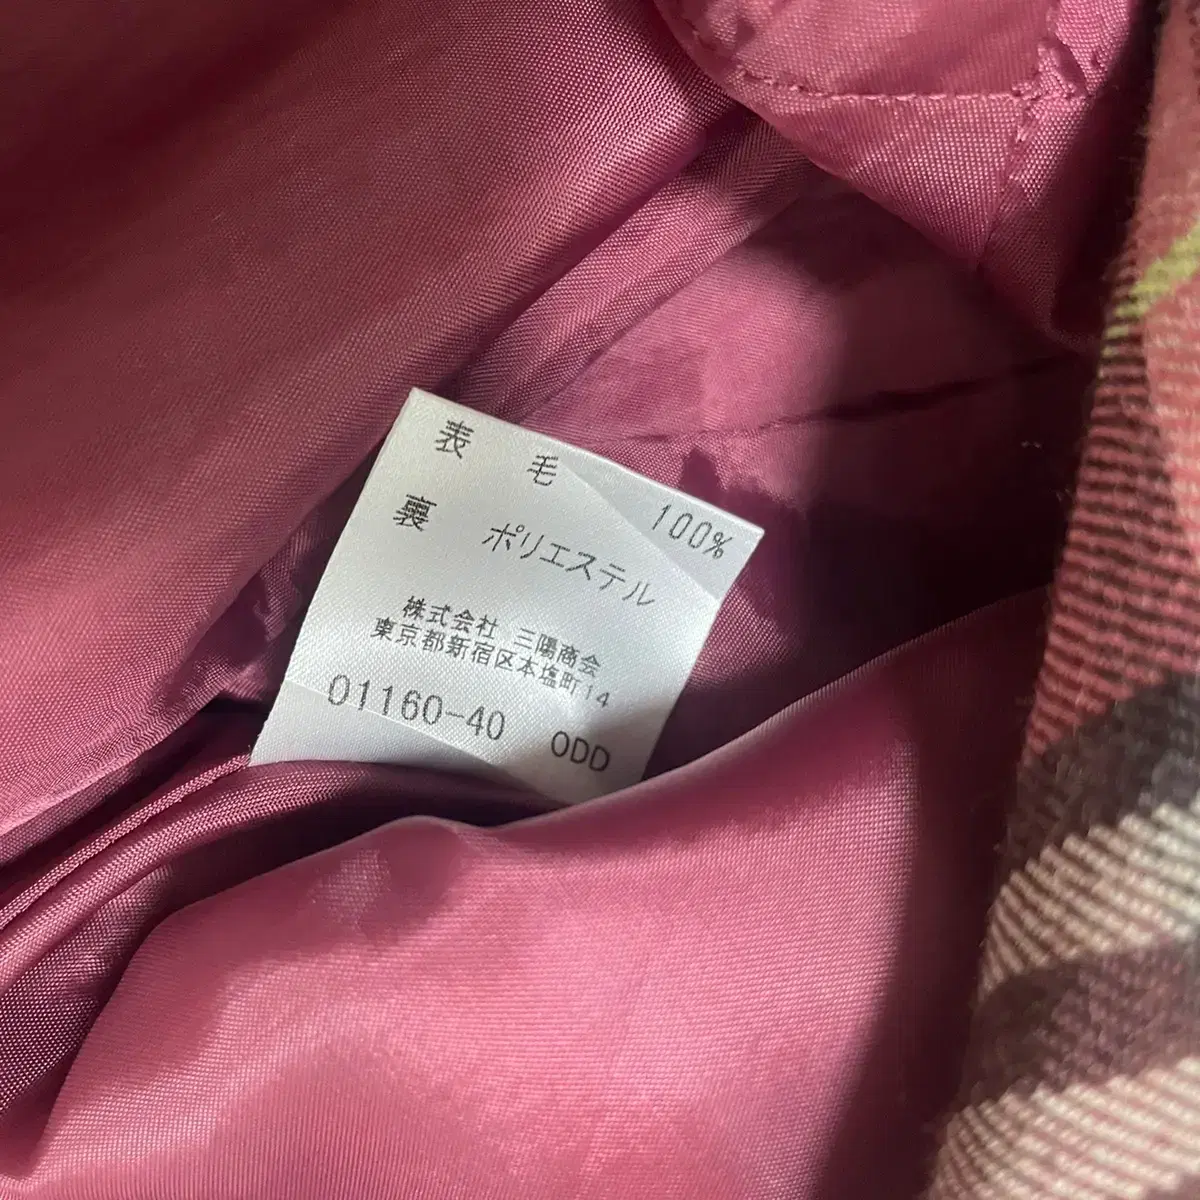 表 毛 100%
裏 ポリエステル
株式会社 三陽商会
東京都新宿区本塩町14
01160-40 ODD